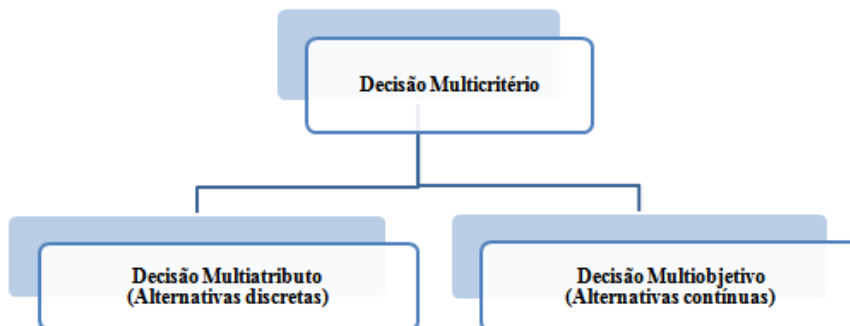 Decisão Multicritério
Decisão Multiatributo
(Alternativas discretas)
Decisão Multiobjetivo
(Alternativas contínuas)